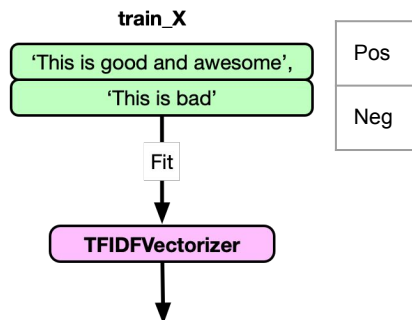 train_X
‘This is good and awesome’,
Pos
‘This is bad’
Neg
Fit
TFIDFVectorizer